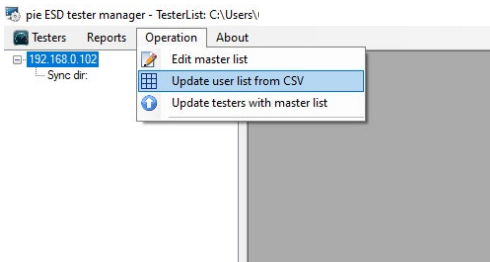 pie ESD tester manager - TesterList: C:\Users\
Testers Reports Operation About
192.168.0.102
Sync dir:
Edit master list
Update user list from CSV
Update testers with master list